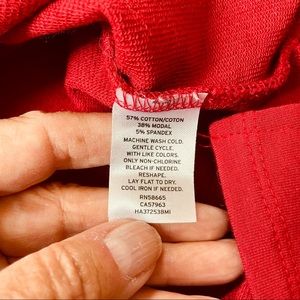 57% COTTON/COTON
38% MODAL
5% SPANDEX
MACHINE WASH COLD.
GENTLE CYCLE.
WITH LIKE COLORS.
ONLY NON-CHLORINE
BLEACH IF NEEDED.
RESHAPE.
LAY FLAT TO DRY.
COOL IRON IF NEEDED.
RN58665
CA57963
HA372538MI